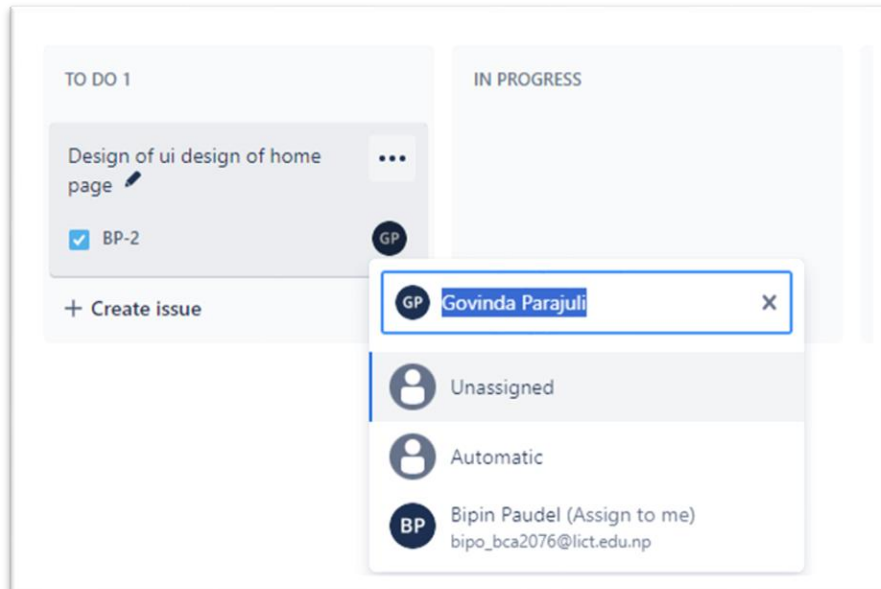 TO DO 1
IN PROGRESS
Design of ui design of home
page
BP-2
GP
+ Create issue
GP Govinda Parajuli X
Unassigned
Automatic
BP
Bipin Paudel (Assign to me)
bipo_bca2076@lict.edu.np